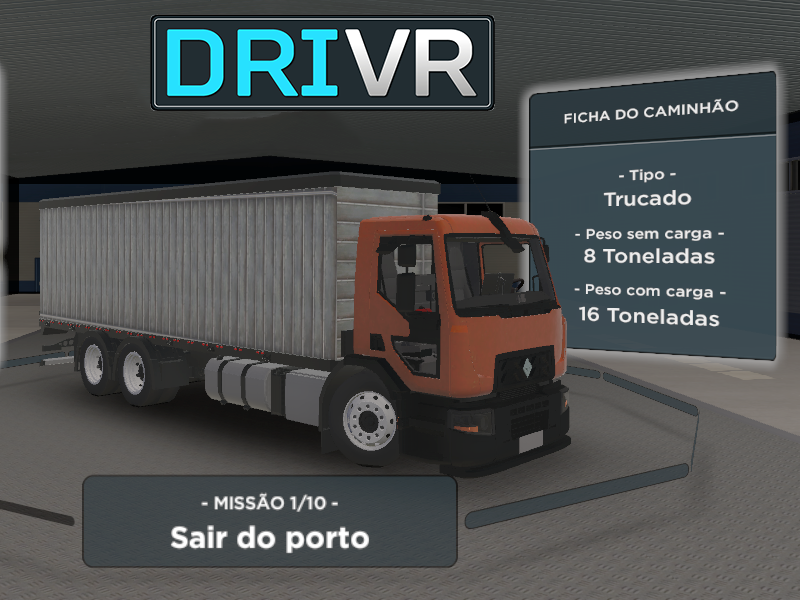 DRIVR
FICHA DO CAMINHÃO
- Tipo -
Trucado
- Peso sem carga -
8 Toneladas
- Peso com carga -
16 Toneladas
- MISSÃO 1/10 -
Sair do porto